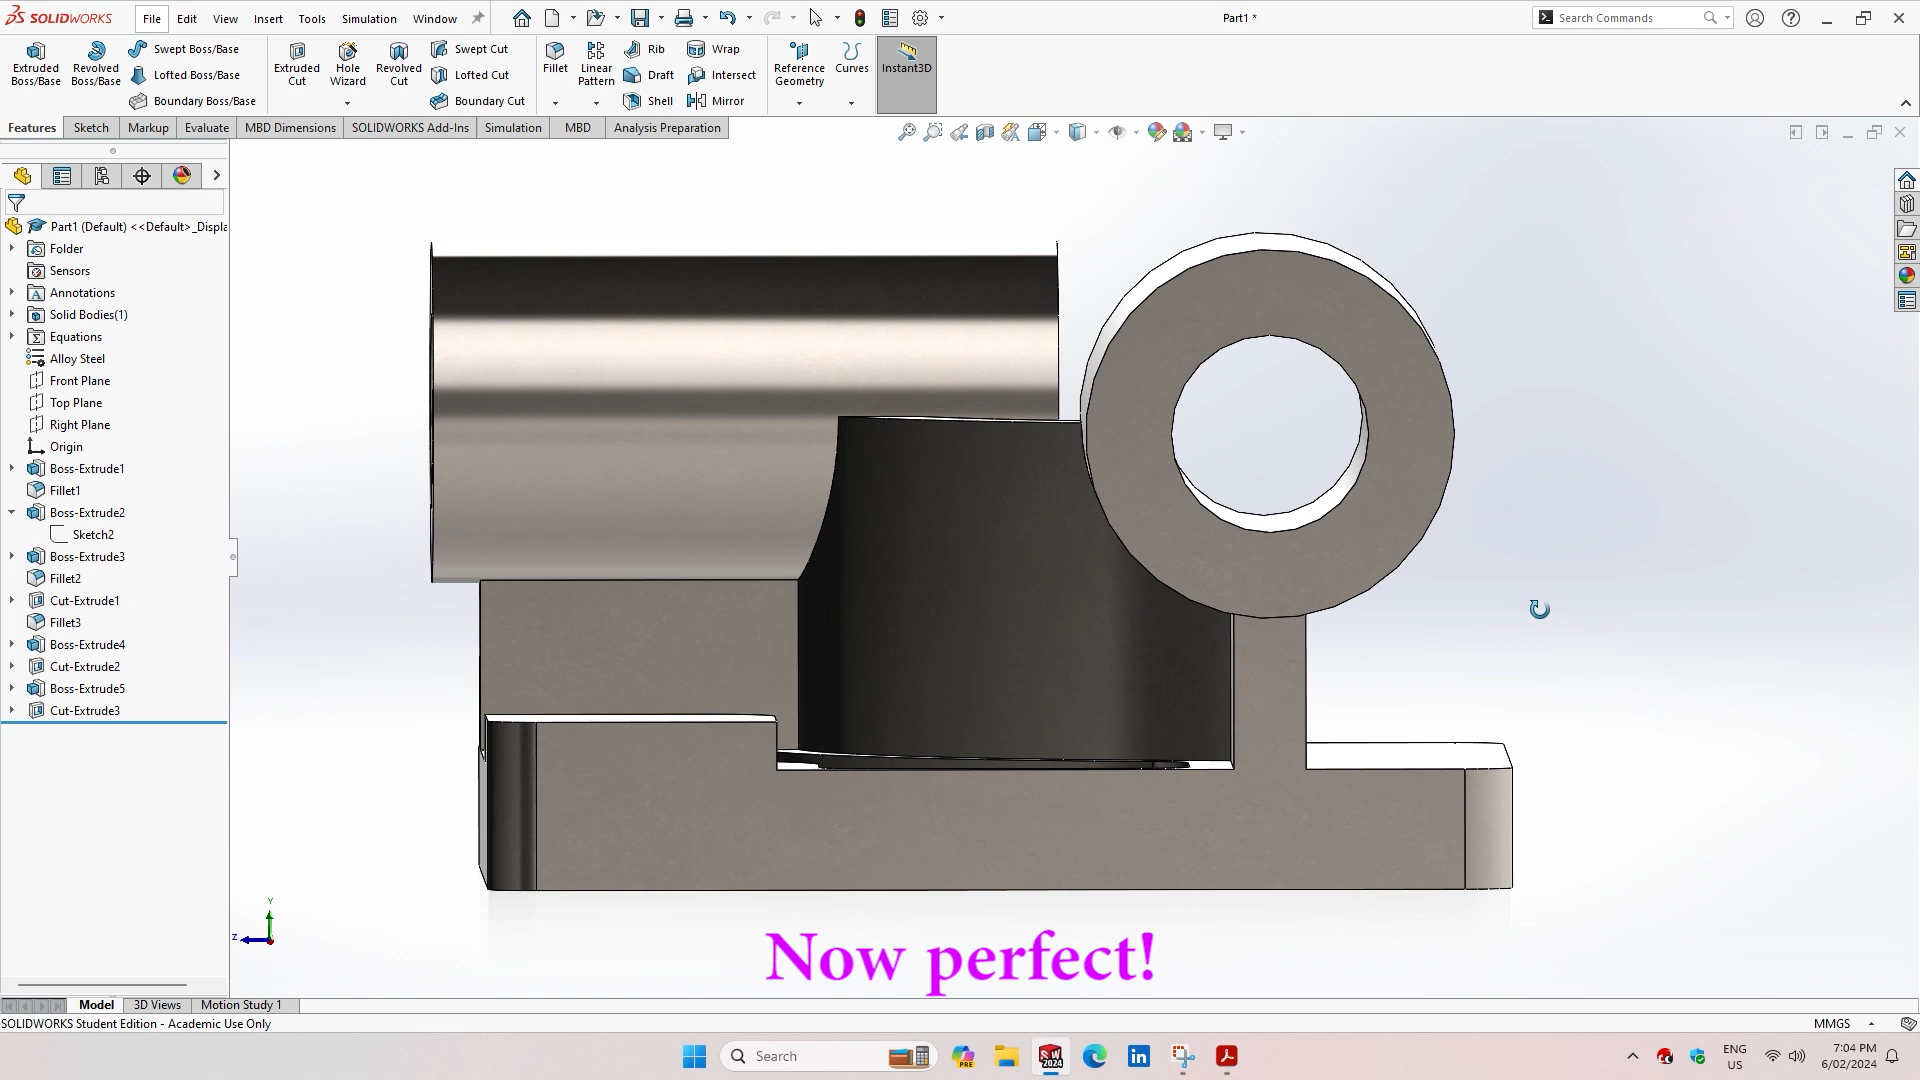 SOLIDWORKS
File Edit View Insert Tools Simulation Window
Part1 *
Search Commands
Extruded Boss/Base
Revolved Boss/Base
Swept Boss/Base
Lofted Boss/Base
Boundary Boss/Base
Extruded Cut
Hole Wizard
Revolved Cut
Swept Cut
Lofted Cut
Boundary Cut
Fillet
Linear Pattern
Rib
Draft
Shell
Wrap
Intersect
Mirror
Reference Geometry
Curves
Instant3D
Features Sketch Markup Evaluate MBD Dimensions SOLIDWORKS Add-Ins Simulation MBD Analysis Preparation
Part1 (Default) <<Default>_Displa
Folder
Sensors
Annotations
Solid Bodies(1)
Equations
Alloy Steel
Front Plane
Top Plane
Right Plane
Origin
Boss-Extrude1
Fillet1
Boss-Extrude2
Sketch2
Boss-Extrude3
Fillet2
Cut-Extrude1
Fillet3
Boss-Extrude4
Cut-Extrude2
Boss-Extrude5
Cut-Extrude3
Y
Z
Now perfect!
Model 3D Views Motion Study 1
SOLIDWORKS Student Edition - Academic Use Only
MMGS
Search
PRE
SW
2024
in
ENG
US
7:04 PM
6/02/2024